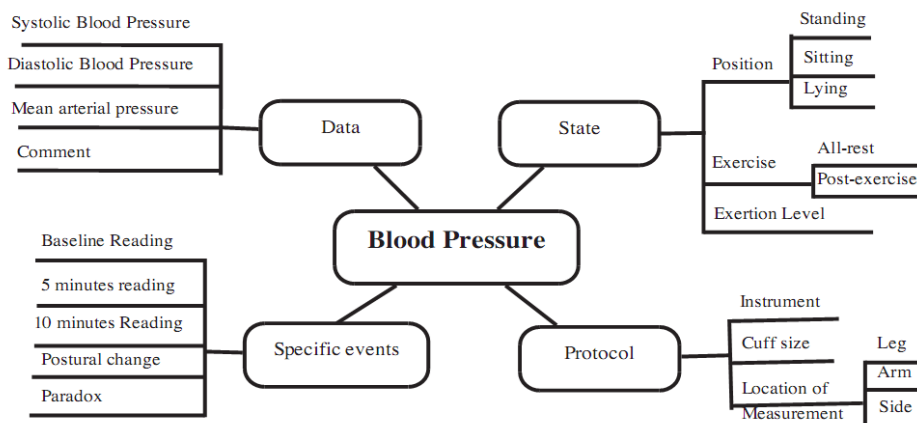 Systolic Blood Pressure
Diastolic Blood Pressure
Mean arterial pressure
Comment
Data
State
Position
Standing
Sitting
Lying
Exercise
All-rest
Post-exercise
Exertion Level
Blood Pressure
Baseline Reading
5 minutes reading
10 minutes Reading
Postural change
Paradox
Specific events
Protocol
Instrument
Cuff size
Location of
Measurement
Leg
Arm
Side